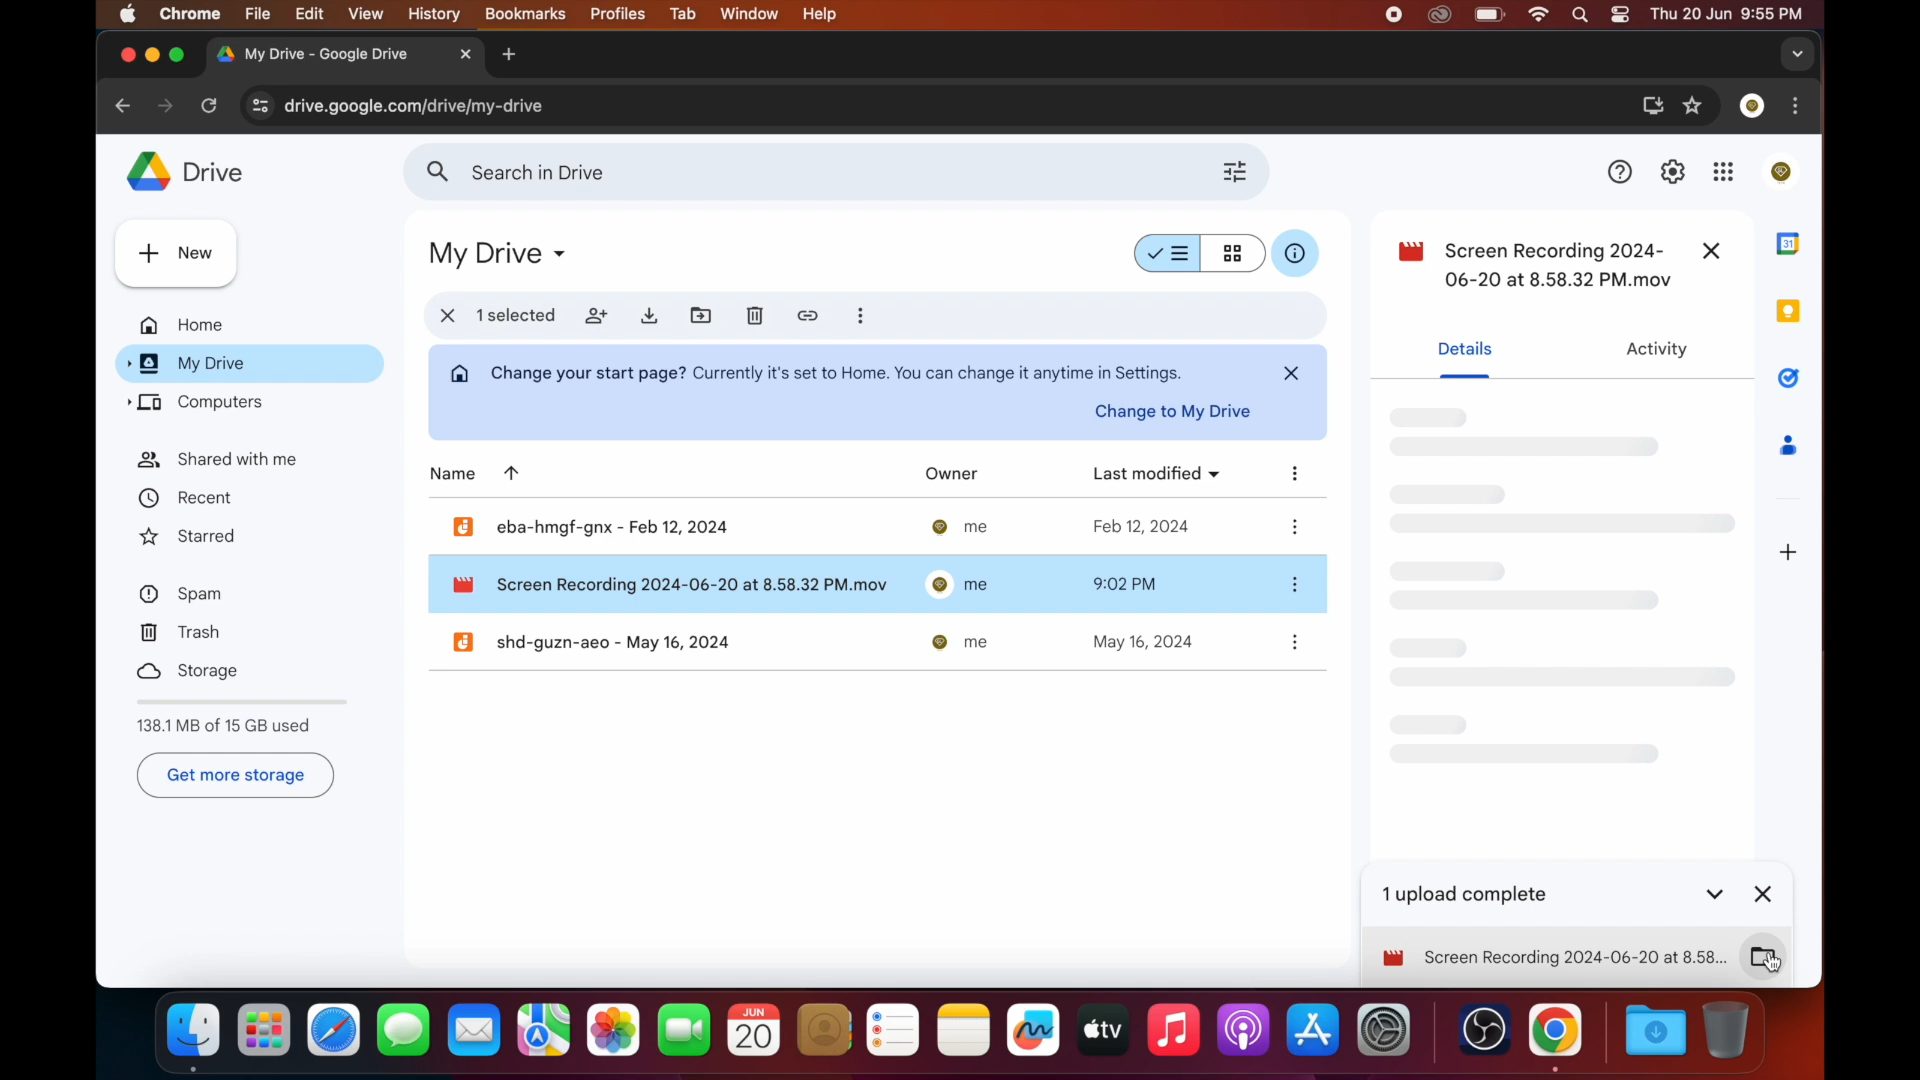 Chrome File Edit View History Bookmarks Profiles Tab Window Help Thu 20 Jun 9:55 PM
My Drive - Google Drive
drive.google.com/drive/my-drive
Drive
Search in Drive
New
Home
My Drive
Computers
Shared with me
Recent
Starred
Spam
Trash
Storage
138.1 MB of 15 GB used
Get more storage
My Drive
1 selected
Change your start page? Currently it's set to Home. You can change it anytime in Settings.
Change to My Drive
Name Owner Last modified
eba-hmgf-gnx - Feb 12, 2024 me Feb 12, 2024
Screen Recording 2024-06-20 at 8.58.32 PM.mov me 9:02 PM
shd-guzn-aeo - May 16, 2024 me May 16, 2024
Screen Recording 2024-
06-20 at 8.58.32 PM.mov
Details Activity
31
1 upload complete
Screen Recording 2024-06-20 at 8.58...
JUN
20
tv